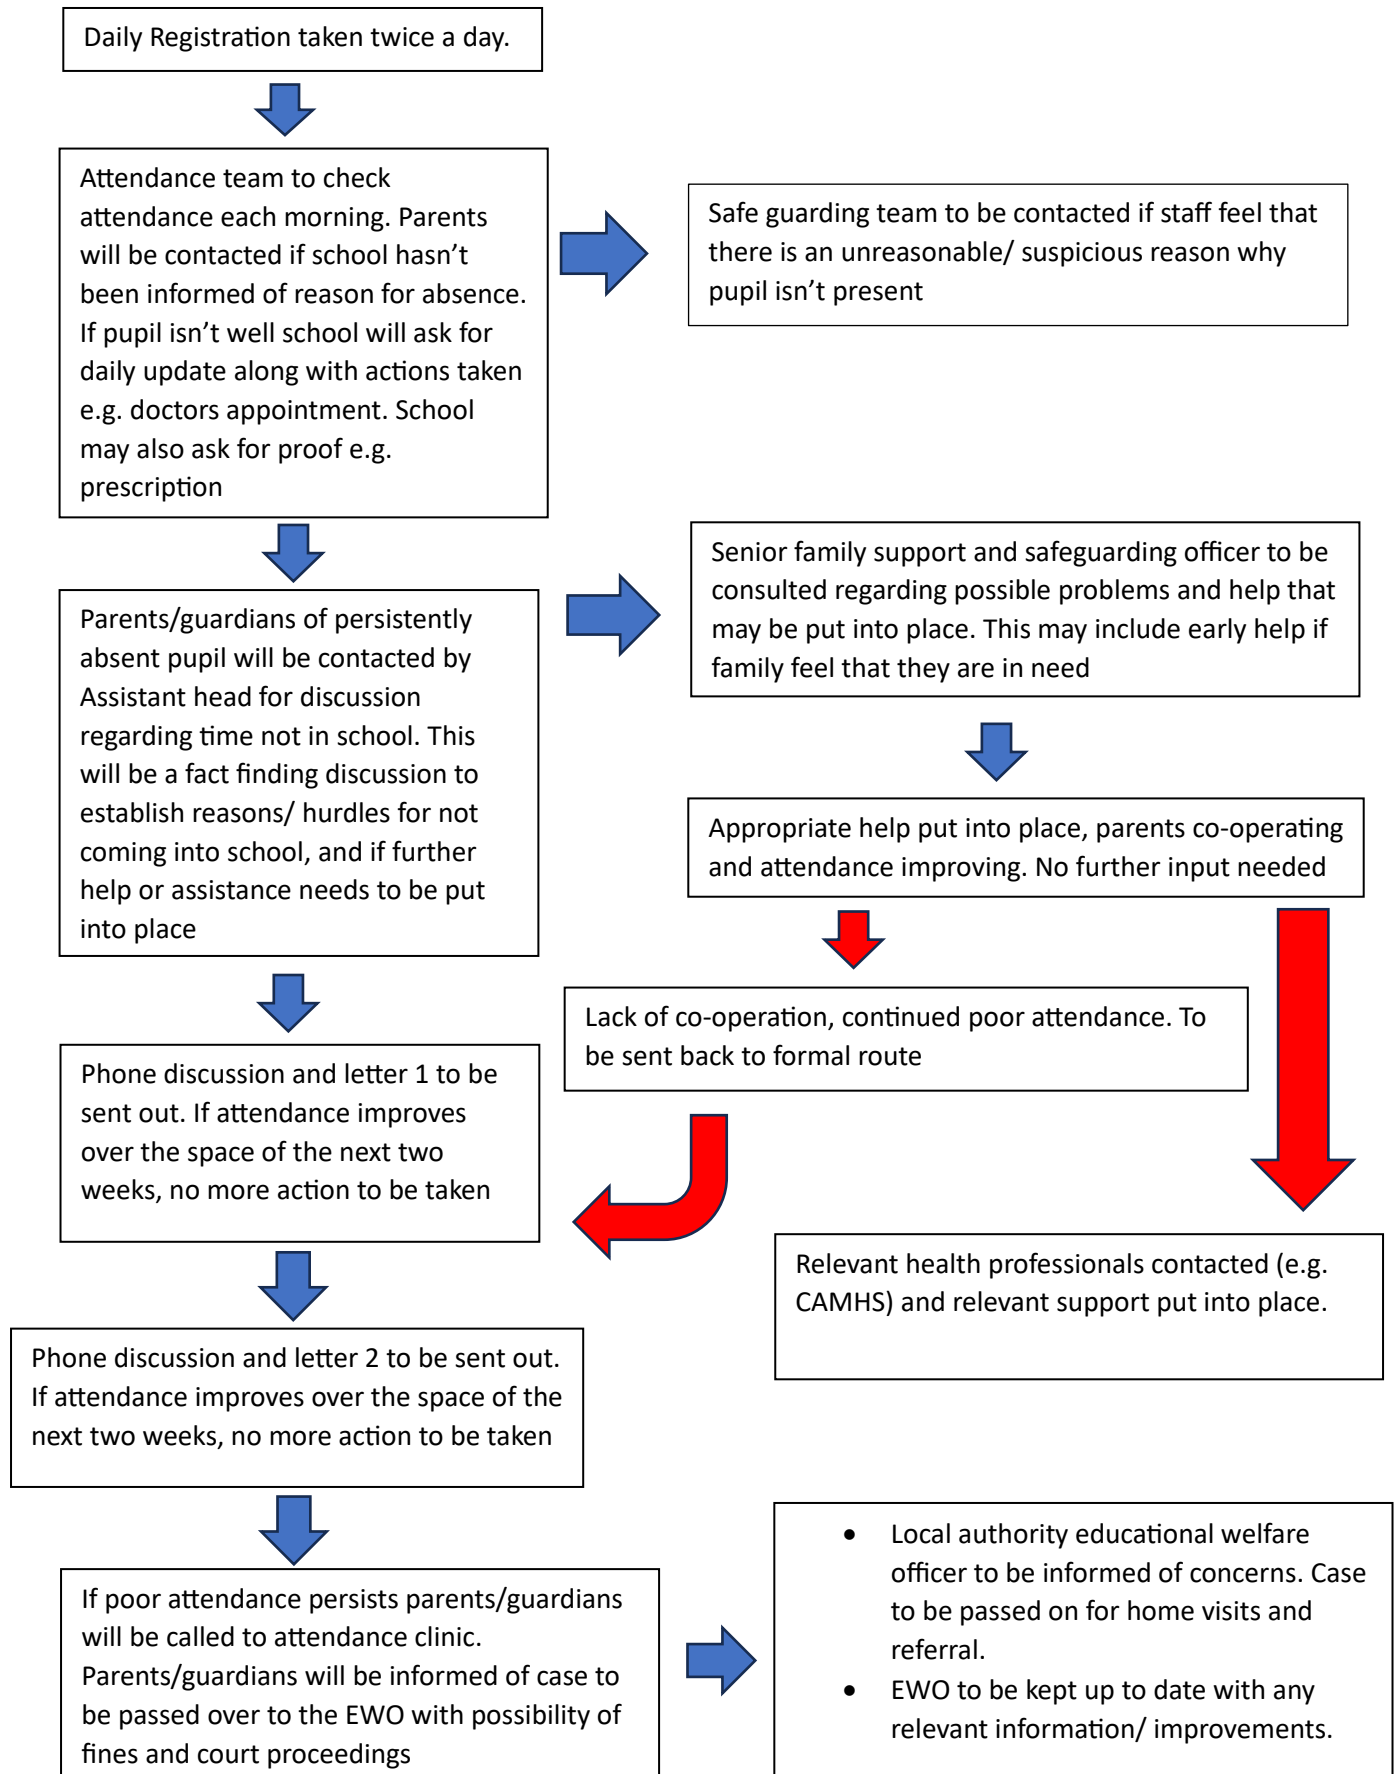 Daily Registration taken twice a day.
Attendance team to check
attendance each morning. Parents
will be contacted if school hasn’t
been informed of reason for absence.
If pupil isn’t well school will ask for
daily update along with actions taken
e.g. doctors appointment. School
may also ask for proof e.g.
prescription
Safe guarding team to be contacted if staff feel that
there is an unreasonable/ suspicious reason why
pupil isn’t present
Parents/guardians of persistently
absent pupil will be contacted by
Assistant head for discussion
regarding time not in school. This
will be a fact finding discussion to
establish reasons/ hurdles for not
coming into school, and if further
help or assistance needs to be put
into place
Senior family support and safeguarding officer to be
consulted regarding possible problems and help that
may be put into place. This may include early help if
family feel that they are in need
Appropriate help put into place, parents co-operating
and attendance improving. No further input needed
Lack of co-operation, continued poor attendance. To
be sent back to formal route
Phone discussion and letter 1 to be
sent out. If attendance improves
over the space of the next two
weeks, no more action to be taken
Relevant health professionals contacted (e.g.
CAMHS) and relevant support put into place.
Phone discussion and letter 2 to be sent out.
If attendance improves over the space of the
next two weeks, no more action to be taken
If poor attendance persists parents/guardians
will be called to attendance clinic.
Parents/guardians will be informed of case to
be passed over to the EWO with possibility of
fines and court proceedings
• Local authority educational welfare
officer to be informed of concerns. Case
to be passed on for home visits and
referral.
• EWO to be kept up to date with any
relevant information/ improvements.